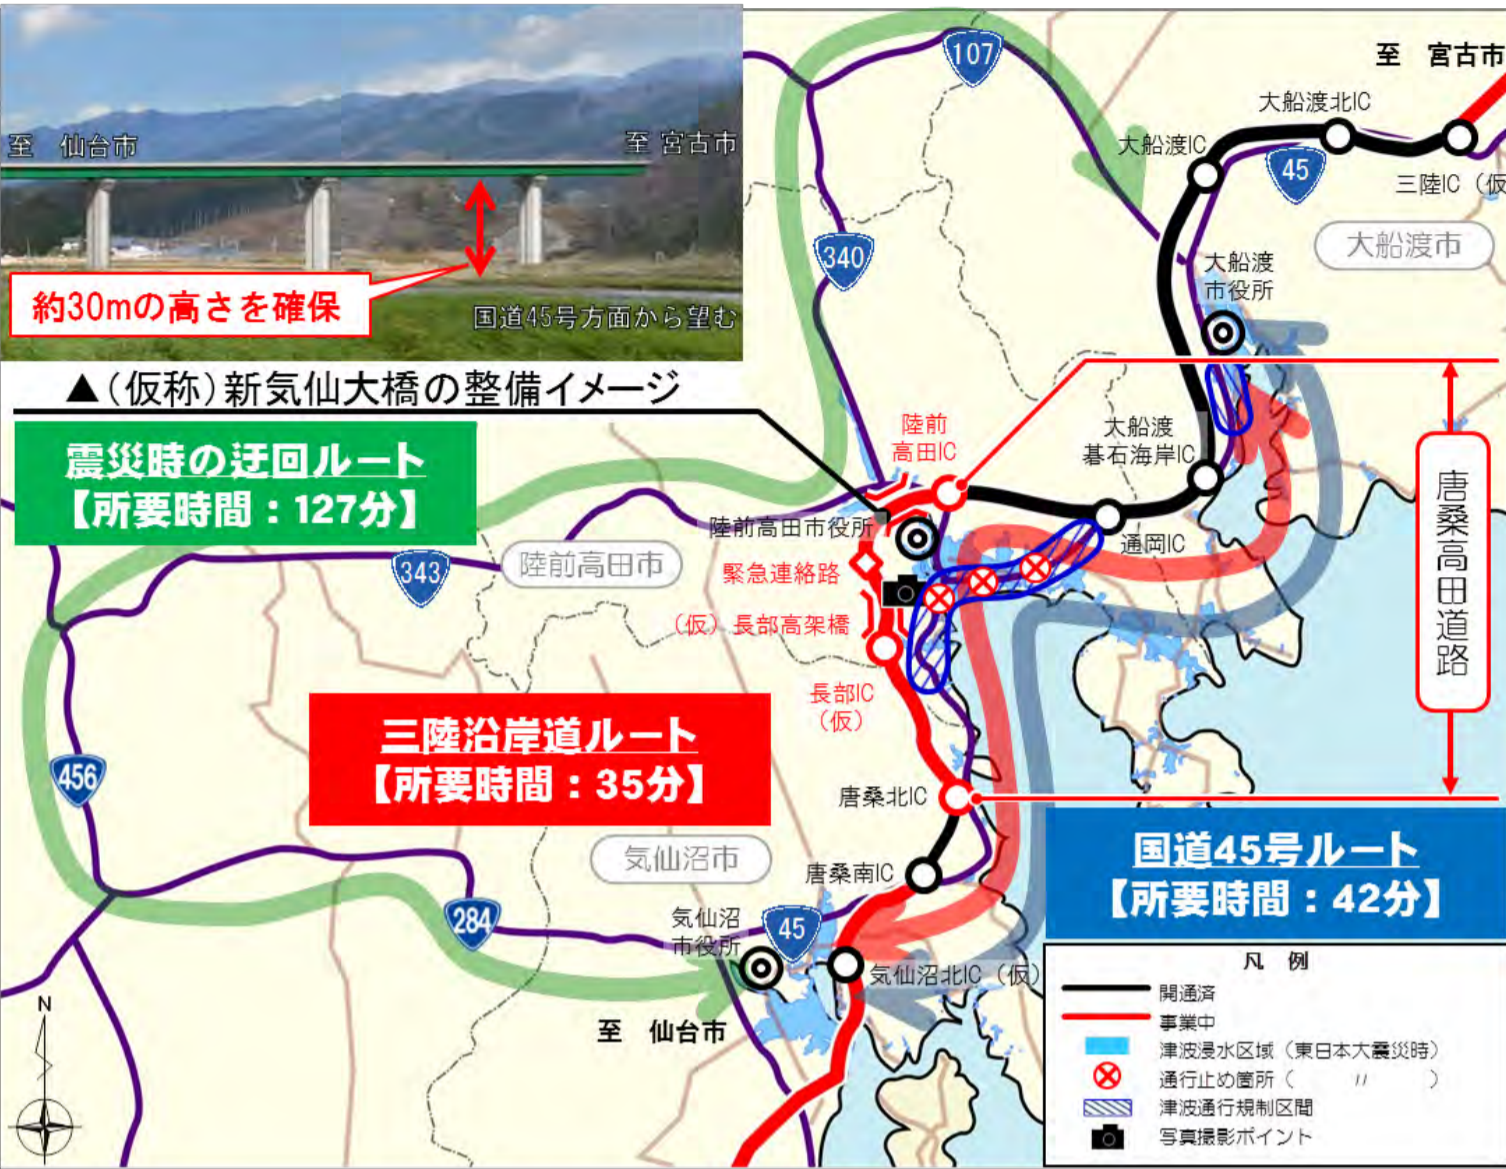 至 仙台市
至 宮古市
約30mの高さを確保
国道45号方面から望む
▲(仮称)新気仙大橋の整備イメージ
震災時の迂回ルート
【所要時間：127分】
三陸沿岸道ルート
【所要時間：35分】
国道45号ルート
【所要時間：42分】
唐桑高田道路
至 宮古市
107
大船渡北IC
大船渡IC
45
三陸IC（仮
大船渡市
340
大船渡
市役所
陸前
高田IC
大船渡
碁石海岸IC
陸前高田市役所
通岡IC
陸前高田市
343
緊急連絡路
（仮）長部高架橋
長部IC
（仮）
456
唐桑北IC
気仙沼市
唐桑南IC
284
気仙沼
市役所
45
気仙沼北IC（仮）
至 仙台市
N
凡 例
開通済
事業中
津波浸水区域（東日本大震災時）
通行止め箇所（ 〃 ）
津波通行規制区間
写真撮影ポイント